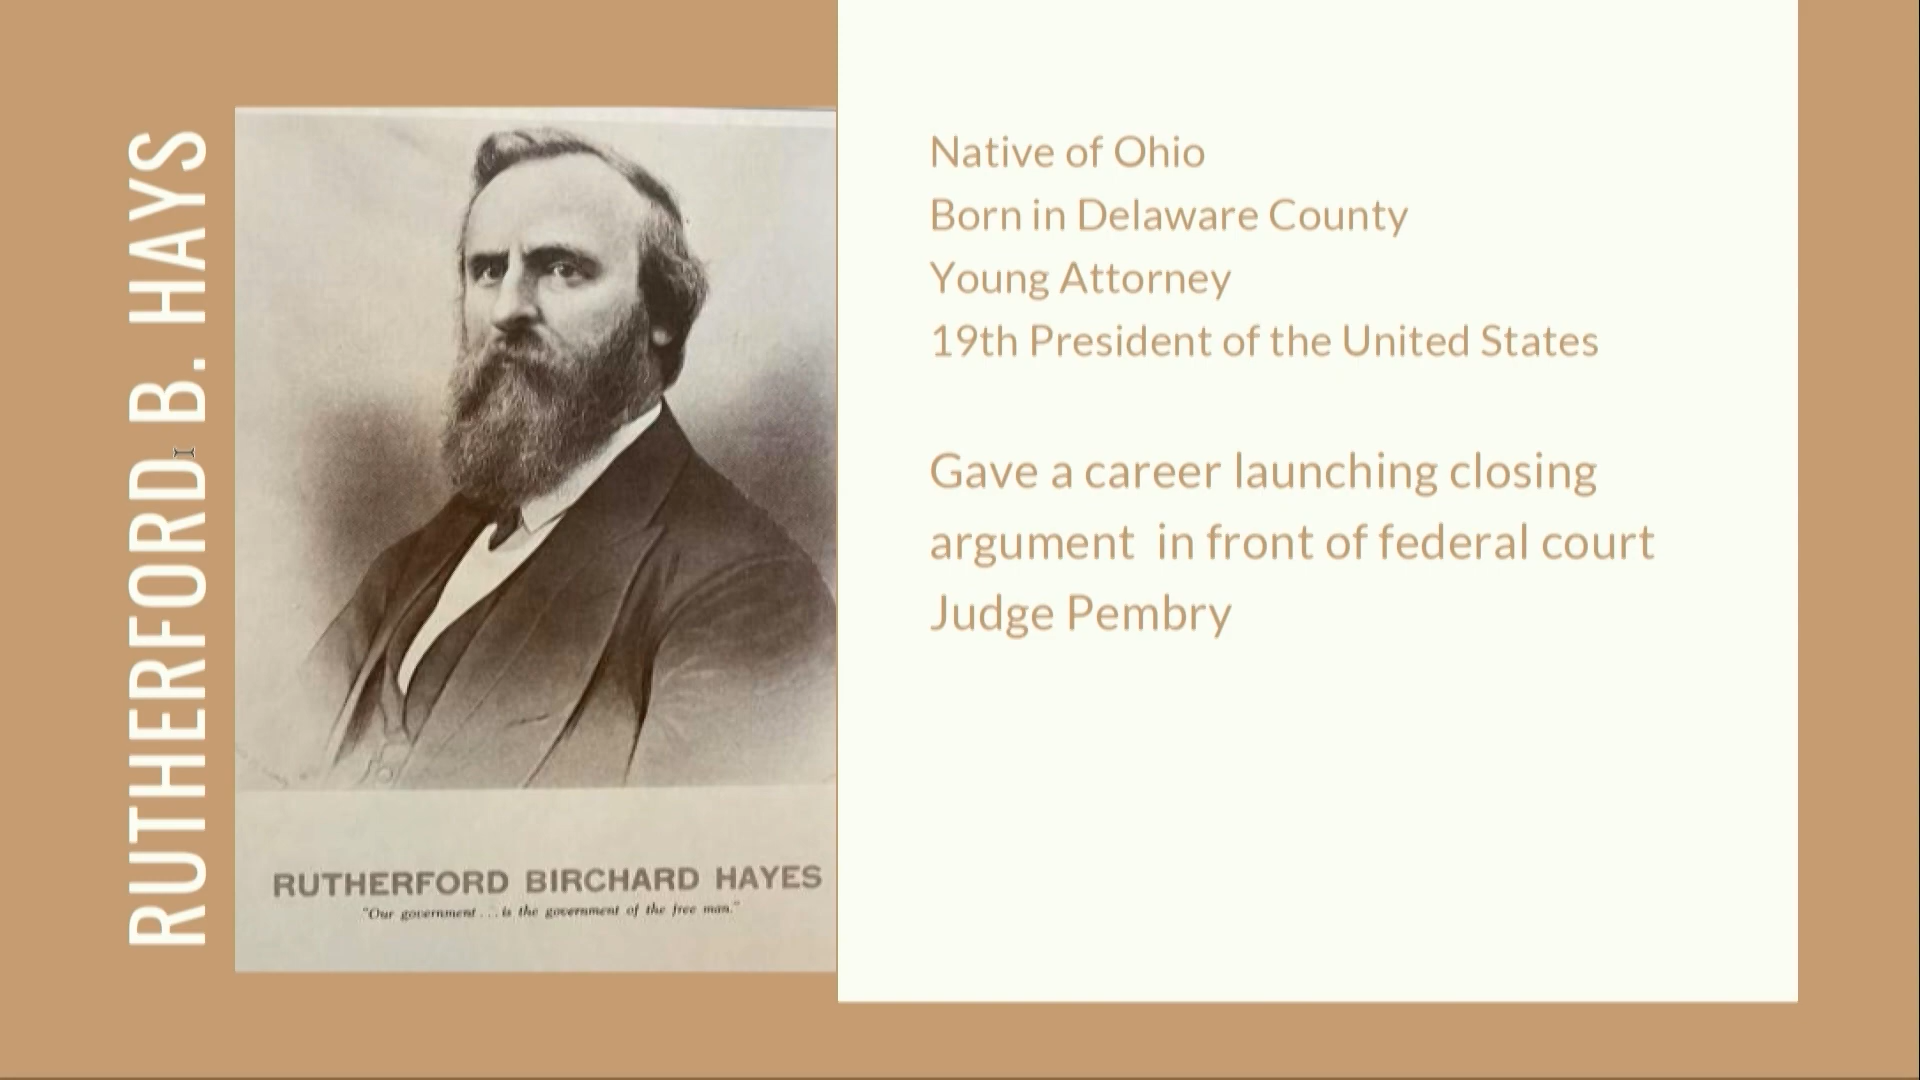 RUTHERFORD B. HAYS
RUTHERFORD BIRCHARD HAYES
"Our government . . . is the government of the free man."
Native of Ohio
Born in Delaware County
Young Attorney
19th President of the United States
Gave a career launching closing
argument in front of federal court
Judge Pembry